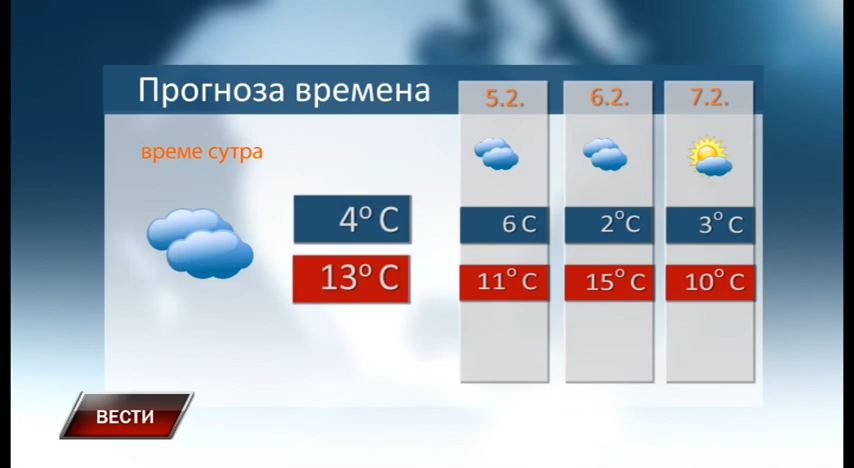 Прогноза времена
време сутра
4° C
13° C
5.2. 6.2. 7.2.
6 C 2°C 3° C
11° C 15° C 10° C
ВЕСТИ